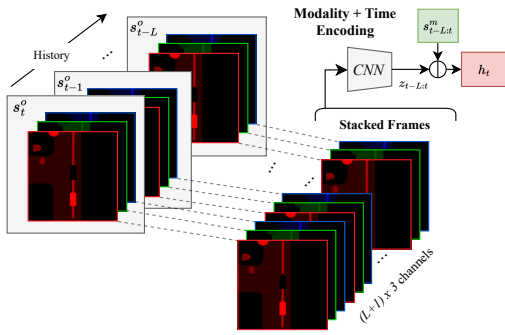 Modality + Time
Encoding
s^m_{t-L:t}
CNN
z_{t-L:t}
h_t
Stacked Frames
History
...
s^o_{t-L}
s^o_{t-1}
s^o_t
...
...
...
(L+1) x 3 channels